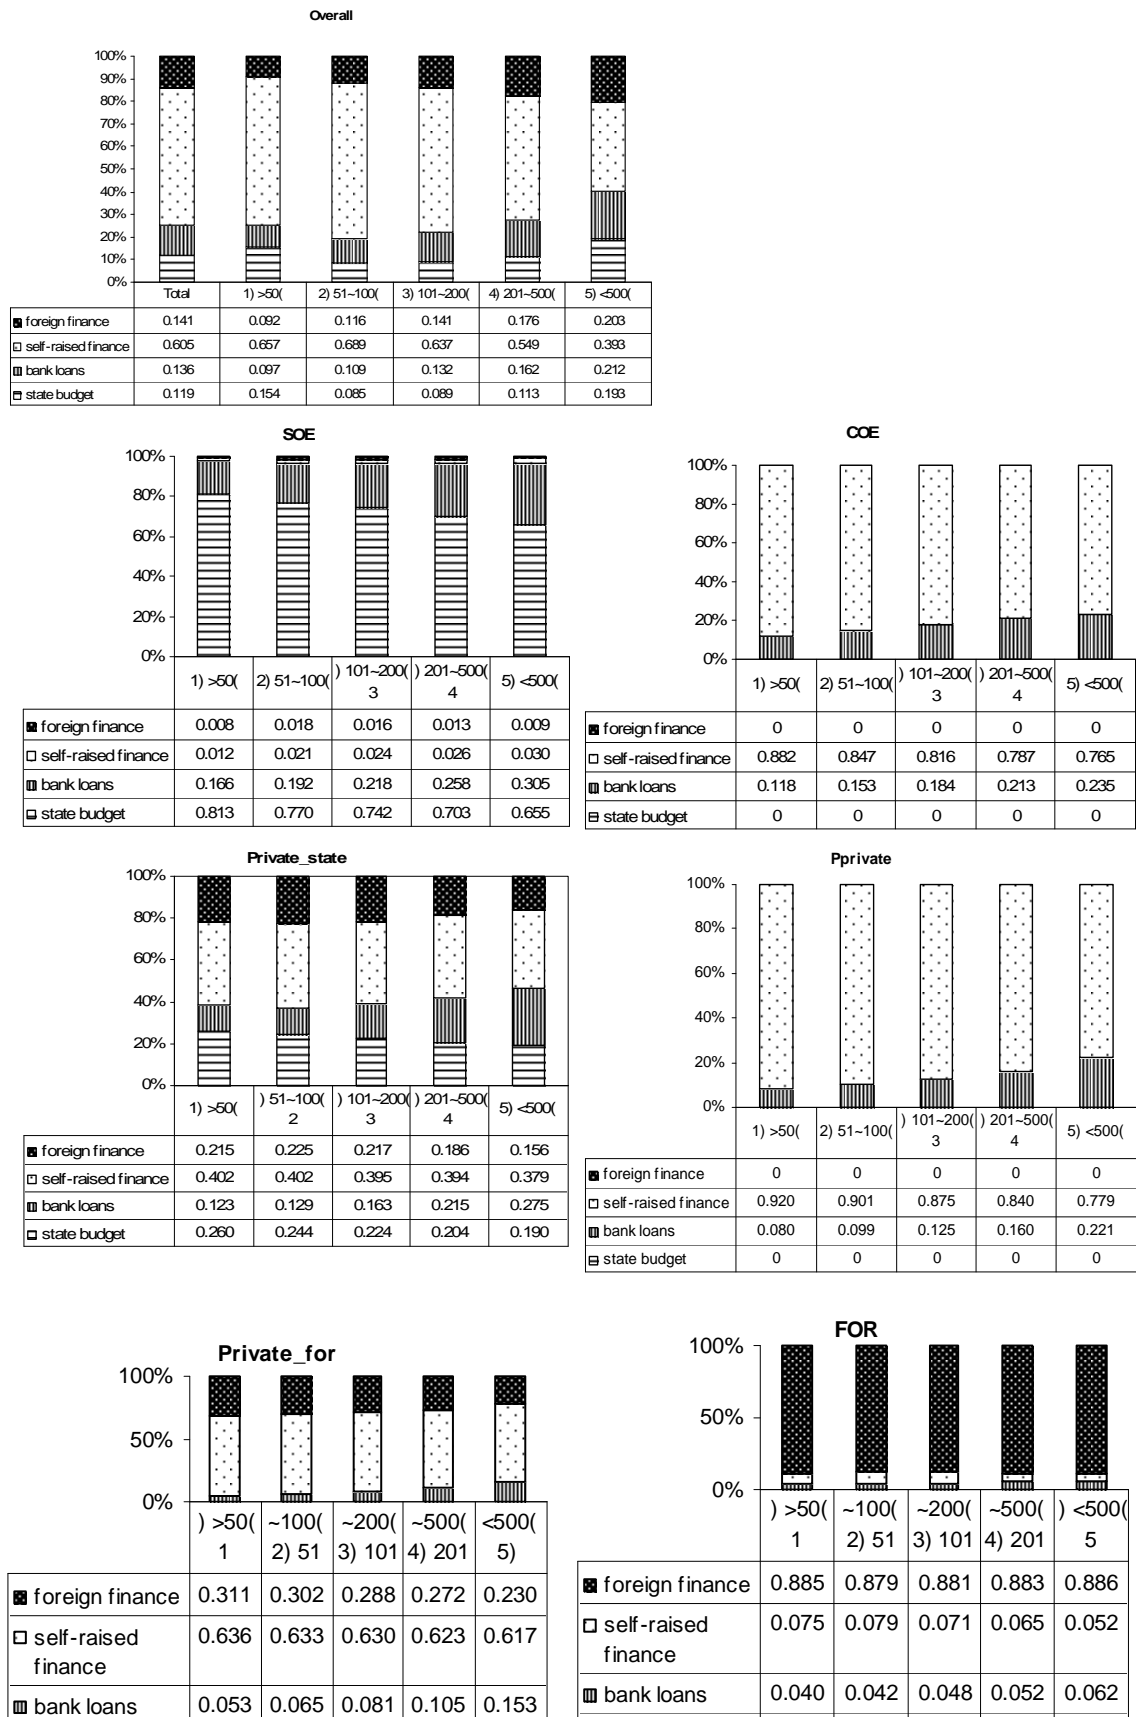 Overall
100%
90%
80%
70%
60%
50%
40%
30%
20%
10%
0%
Total 1) >50( 2) 51~100( 3) 101~200( 4) 201~500( 5) <500(
foreign finance 0.141 0.092 0.116 0.141 0.176 0.203
self-raised finance 0.605 0.657 0.689 0.637 0.549 0.393
bank loans 0.136 0.097 0.109 0.132 0.162 0.212
state budget 0.119 0.154 0.085 0.089 0.113 0.193
SOE
100%
80%
60%
40%
20%
0%
1) >50( 2) 51~100( ) 101~200( ) 201~500( 5) <500(
3 4
foreign finance 0.008 0.018 0.016 0.013 0.009
self-raised finance 0.012 0.021 0.024 0.026 0.030
bank loans 0.166 0.192 0.218 0.258 0.305
state budget 0.813 0.770 0.742 0.703 0.655
COE
100%
80%
60%
40%
20%
0%
1) >50( 2) 51~100( ) 101~200( ) 201~500( 5) <500(
3 4
foreign finance 0 0 0 0 0
self-raised finance 0.882 0.847 0.816 0.787 0.765
bank loans 0.118 0.153 0.184 0.213 0.235
state budget 0 0 0 0 0
Private_state
100%
80%
60%
40%
20%
0%
1) >50( ) 51~100( ) 101~200( ) 201~500( 5) <500(
2 3 4
foreign finance 0.215 0.225 0.217 0.186 0.156
self-raised finance 0.402 0.402 0.395 0.394 0.379
bank loans 0.123 0.129 0.163 0.215 0.275
state budget 0.260 0.244 0.224 0.204 0.190
Pprivate
100%
80%
60%
40%
20%
0%
1) >50( 2) 51~100( ) 101~200( ) 201~500( 5) <500(
3 4
foreign finance 0 0 0 0 0
self-raised finance 0.920 0.901 0.875 0.840 0.779
bank loans 0.080 0.099 0.125 0.160 0.221
state budget 0 0 0 0 0
Private_for
100%
50%
0%
) >50( ~100( ~200( ~500( <500(
1 2) 51 3) 101 4) 201 5)
foreign finance 0.311 0.302 0.288 0.272 0.230
self-raised 0.636 0.633 0.630 0.623 0.617
finance
bank loans 0.053 0.065 0.081 0.105 0.153
FOR
100%
50%
0%
) >50( ~100( ~200( ~500( ) <500(
1 2) 51 3) 101 4) 201 5
foreign finance 0.885 0.879 0.881 0.883 0.886
self-raised 0.075 0.079 0.071 0.065 0.052
finance
bank loans 0.040 0.042 0.048 0.052 0.062